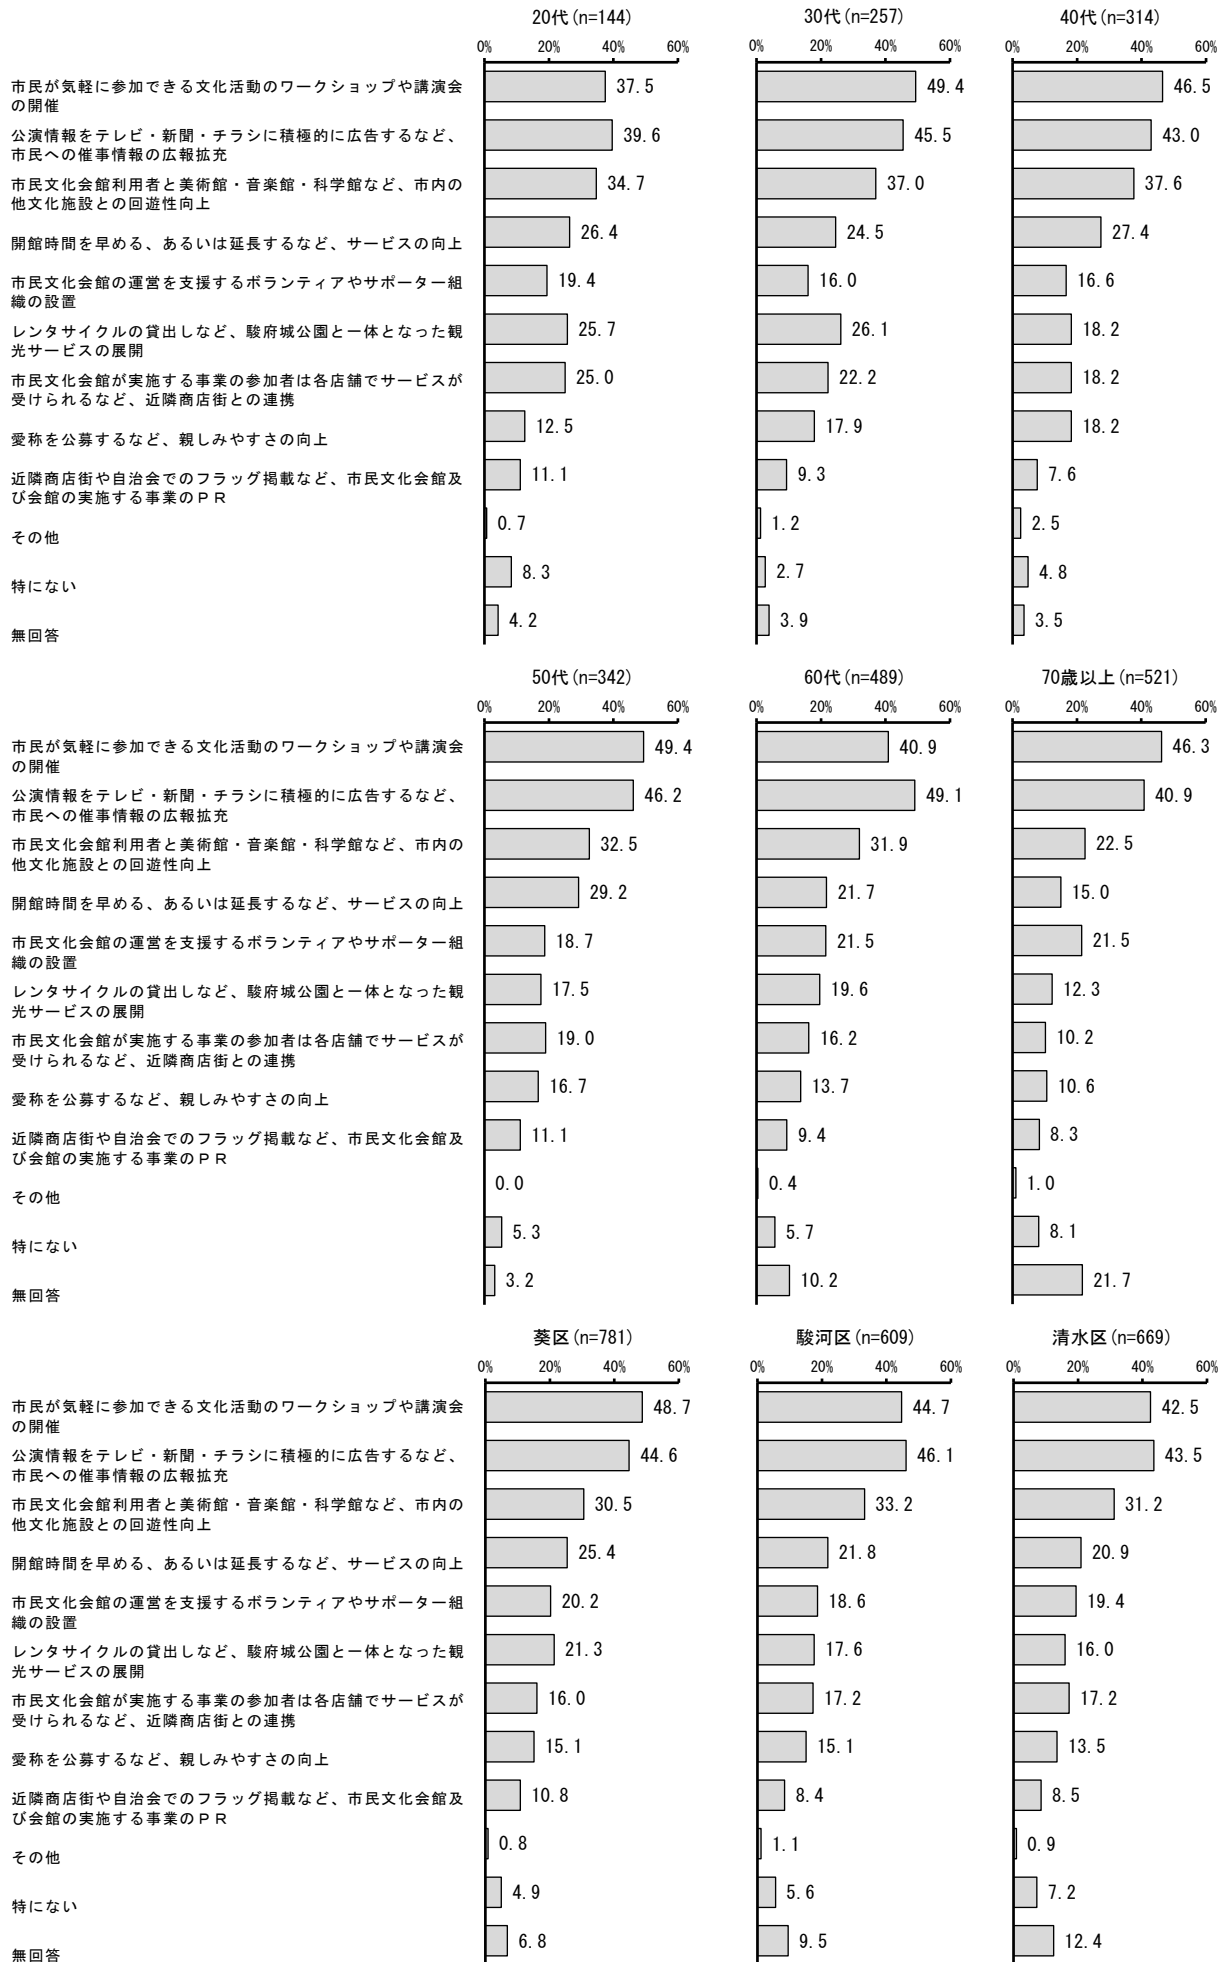 20代(n=144)
30代(n=257)
40代(n=314)
0% 20% 40% 60%
0% 20% 40% 60%
0% 20% 40% 60%
市民が気軽に参加できる文化活動のワークショップや講演会
の開催
37.5 49.4 46.5
公演情報をテレビ・新聞・チラシに積極的に広告するなど、
市民への催事情報の広報拡充
39.6 45.5 43.0
市民文化会館利用者と美術館・音楽館・科学館など、市内の
他文化施設との回遊性向上
34.7 37.0 37.6
開館時間を早める、あるいは延長するなど、サービスの向上
26.4 24.5 27.4
市民文化会館の運営を支援するボランティアやサポーター組
織の設置
19.4 16.0 16.6
レンタサイクルの貸出しなど、駿府城公園と一体となった観
光サービスの展開
25.7 26.1 18.2
市民文化会館が実施する事業の参加者は各店舗でサービスが
受けられるなど、近隣商店街との連携
25.0 22.2 18.2
愛称を公募するなど、親しみやすさの向上
12.5 17.9 18.2
近隣商店街や自治会でのフラッグ掲載など、市民文化会館及
び会館の実施する事業のPR
11.1 9.3 7.6
その他
0.7 1.2 2.5
特にない
8.3 2.7 4.8
無回答
4.2 3.9 3.5
50代(n=342)
60代(n=489)
70歳以上(n=521)
0% 20% 40% 60%
0% 20% 40% 60%
0% 20% 40% 60%
市民が気軽に参加できる文化活動のワークショップや講演会
の開催
49.4 40.9 46.3
公演情報をテレビ・新聞・チラシに積極的に広告するなど、
市民への催事情報の広報拡充
46.2 49.1 40.9
市民文化会館利用者と美術館・音楽館・科学館など、市内の
他文化施設との回遊性向上
32.5 31.9 22.5
開館時間を早める、あるいは延長するなど、サービスの向上
29.2 21.7 15.0
市民文化会館の運営を支援するボランティアやサポーター組
織の設置
18.7 21.5 21.5
レンタサイクルの貸出しなど、駿府城公園と一体となった観
光サービスの展開
17.5 19.6 12.3
市民文化会館が実施する事業の参加者は各店舗でサービスが
受けられるなど、近隣商店街との連携
19.0 16.2 10.2
愛称を公募するなど、親しみやすさの向上
16.7 13.7 10.6
近隣商店街や自治会でのフラッグ掲載など、市民文化会館及
び会館の実施する事業のPR
11.1 9.4 8.3
その他
0.0 0.4 1.0
特にない
5.3 5.7 8.1
無回答
3.2 10.2 21.7
葵区(n=781)
駿河区(n=609)
清水区(n=669)
0% 20% 40% 60%
0% 20% 40% 60%
0% 20% 40% 60%
市民が気軽に参加できる文化活動のワークショップや講演会
の開催
48.7 44.7 42.5
公演情報をテレビ・新聞・チラシに積極的に広告するなど、
市民への催事情報の広報拡充
44.6 46.1 43.5
市民文化会館利用者と美術館・音楽館・科学館など、市内の
他文化施設との回遊性向上
30.5 33.2 31.2
開館時間を早める、あるいは延長するなど、サービスの向上
25.4 21.8 20.9
市民文化会館の運営を支援するボランティアやサポーター組
織の設置
20.2 18.6 19.4
レンタサイクルの貸出しなど、駿府城公園と一体となった観
光サービスの展開
21.3 17.6 16.0
市民文化会館が実施する事業の参加者は各店舗でサービスが
受けられるなど、近隣商店街との連携
16.0 17.2 17.2
愛称を公募するなど、親しみやすさの向上
15.1 15.1 13.5
近隣商店街や自治会でのフラッグ掲載など、市民文化会館及
び会館の実施する事業のPR
10.8 8.4 8.5
その他
0.8 1.1 0.9
特にない
4.9 5.6 7.2
無回答
6.8 9.5 12.4